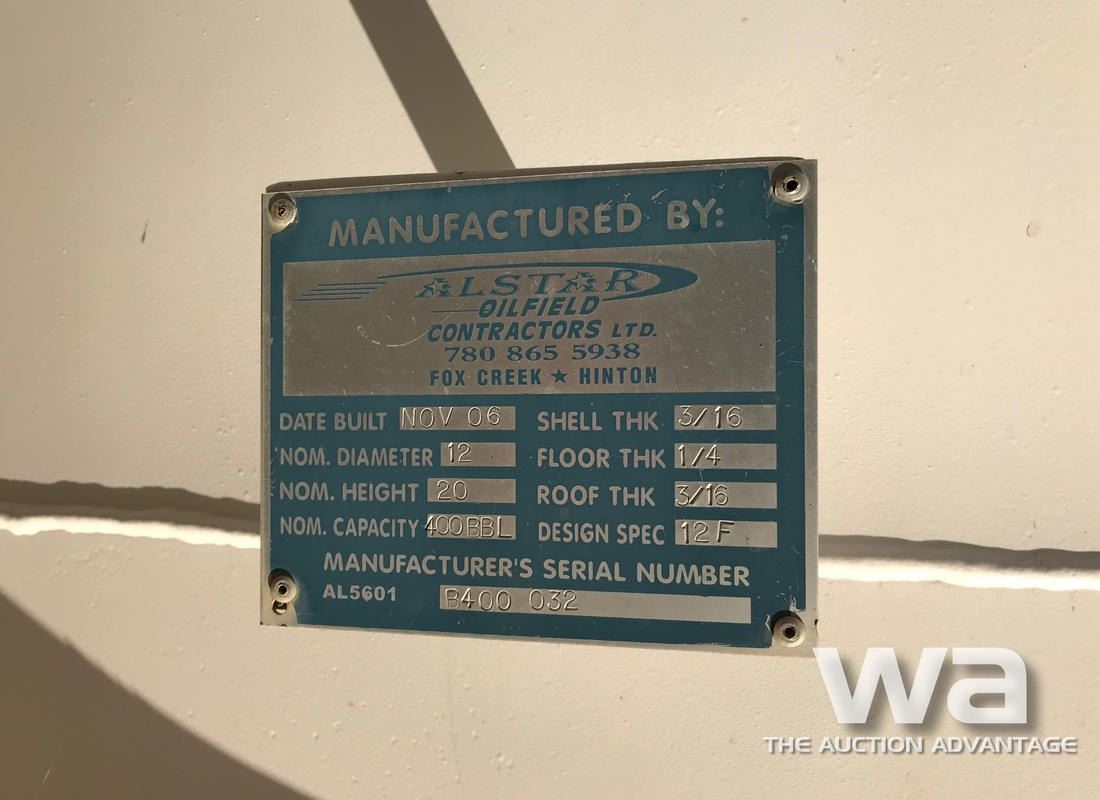 MANUFACTURED BY:
ALSTAR
OILFIELD
CONTRACTORS LTD.
780 865 5938
FOX CREEK ★ HINTON
DATE BUILT NOV 06 SHELL THK 3/16
NOM. DIAMETER 12 FLOOR THK 1/4
NOM. HEIGHT 20 ROOF THK 3/16
NOM. CAPACITY 400BBL DESIGN SPEC 12F
MANUFACTURER'S SERIAL NUMBER
AL5601 B400 032
wa
THE AUCTION ADVANTAGE